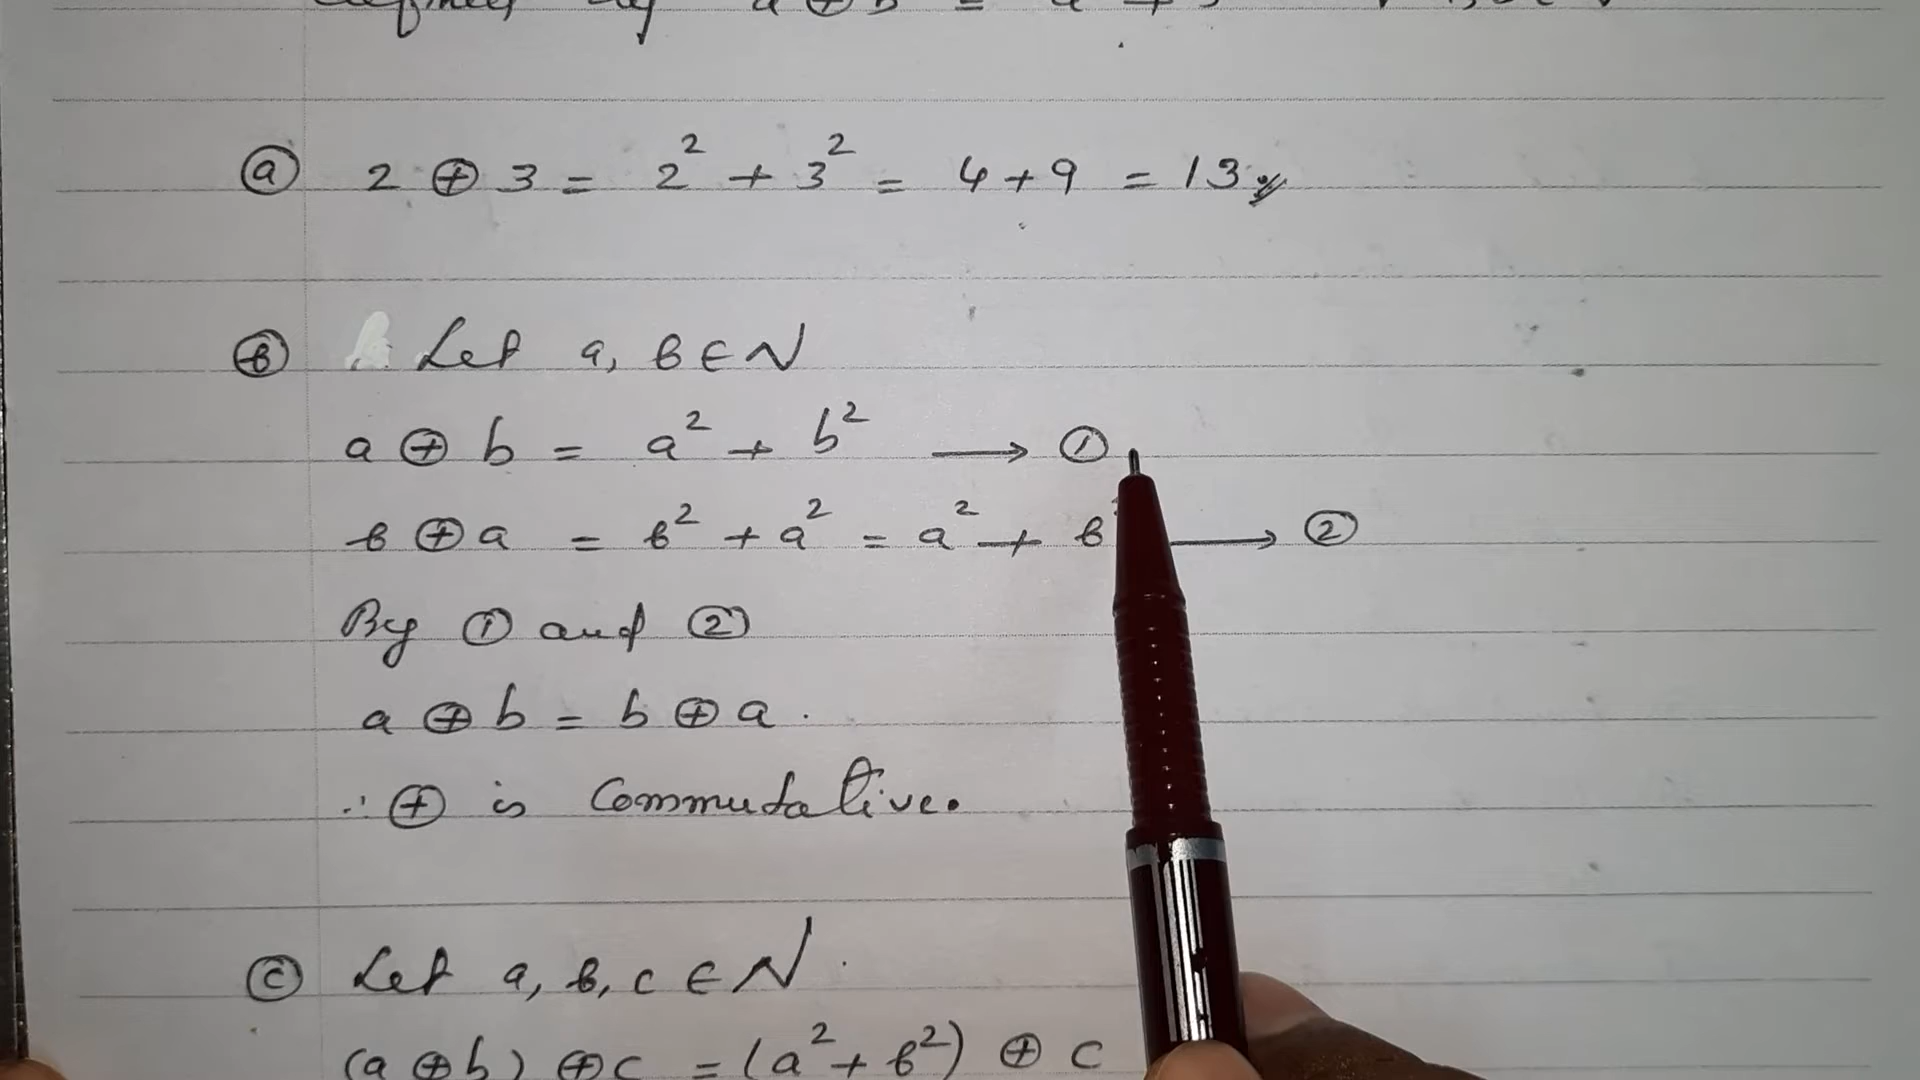 by a ⊕ b =
ⓐ 2 ⊕ 3 = 2² + 3² = 4 + 9 = 13
ⓑ Let a, b ∈ N
a ⊕ b = a² + b² ⟶ ①
b ⊕ a = b² + a² = a² + b ⟶ ②
By ① and ②
a ⊕ b = b ⊕ a.
∴ ⊕ is Commutative.
ⓒ Let a, b, c ∈ N.
(a ⊕ b) ⊕ c = (a² + b²) ⊕ c